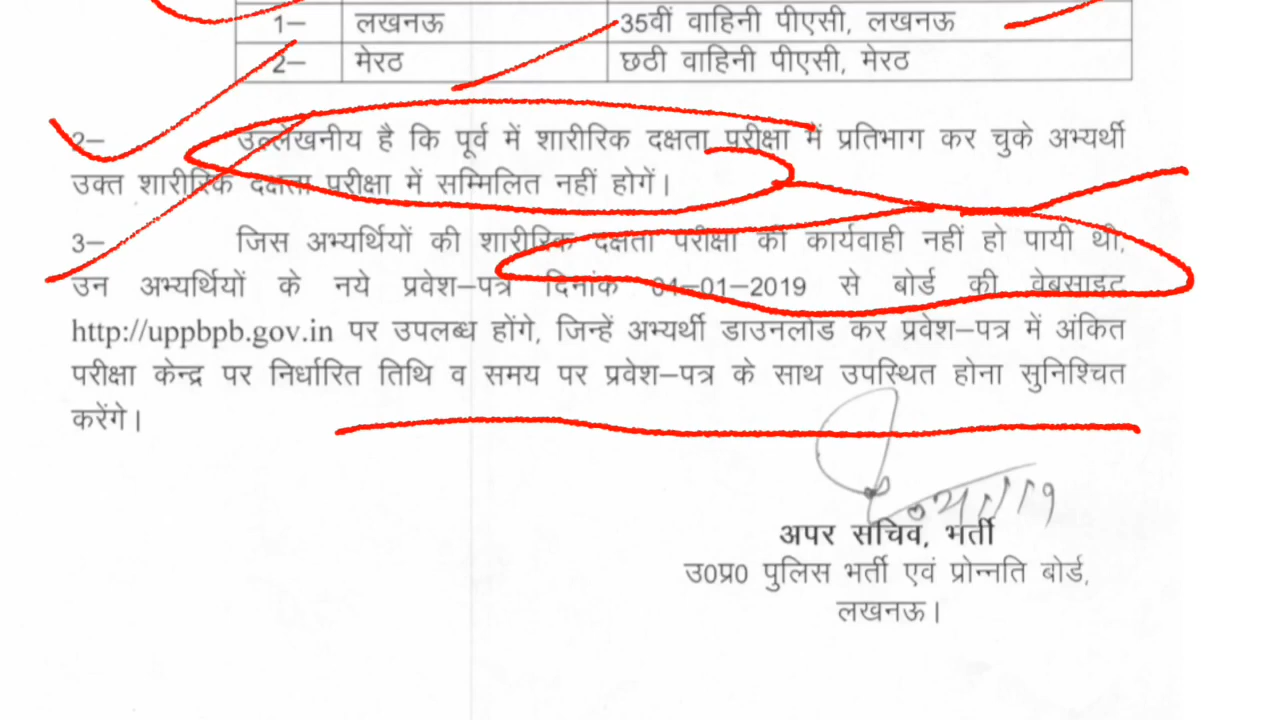 1– लखनऊ 35वीं वाहिनी पीएसी, लखनऊ
2– मेरठ छठी वाहिनी पीएसी, मेरठ
2– उल्लेखनीय है कि पूर्व में शारीरिक दक्षता परीक्षा में प्रतिभाग कर चुके अभ्यर्थी
उक्त शारीरिक दक्षता परीक्षा में सम्मिलित नहीं होगें।
3– जिस अभ्यर्थियों की शारीरिक दक्षता परीक्षा की कार्यवाही नहीं हो पायी थी,
उन अभ्यर्थियों के नये प्रवेश–पत्र दिनांक 04–01–2019 से बोर्ड की वेबसाइट
http://uppbpb.gov.in पर उपलब्ध होंगे, जिन्हें अभ्यर्थी डाउनलोड कर प्रवेश–पत्र में अंकित
परीक्षा केन्द्र पर निर्धारित तिथि व समय पर प्रवेश–पत्र के साथ उपस्थित होना सुनिश्चित
करेंगे।
अपर सचिव, भर्ती
उ0प्र0 पुलिस भर्ती एवं प्रोन्नति बोर्ड,
लखनऊ।